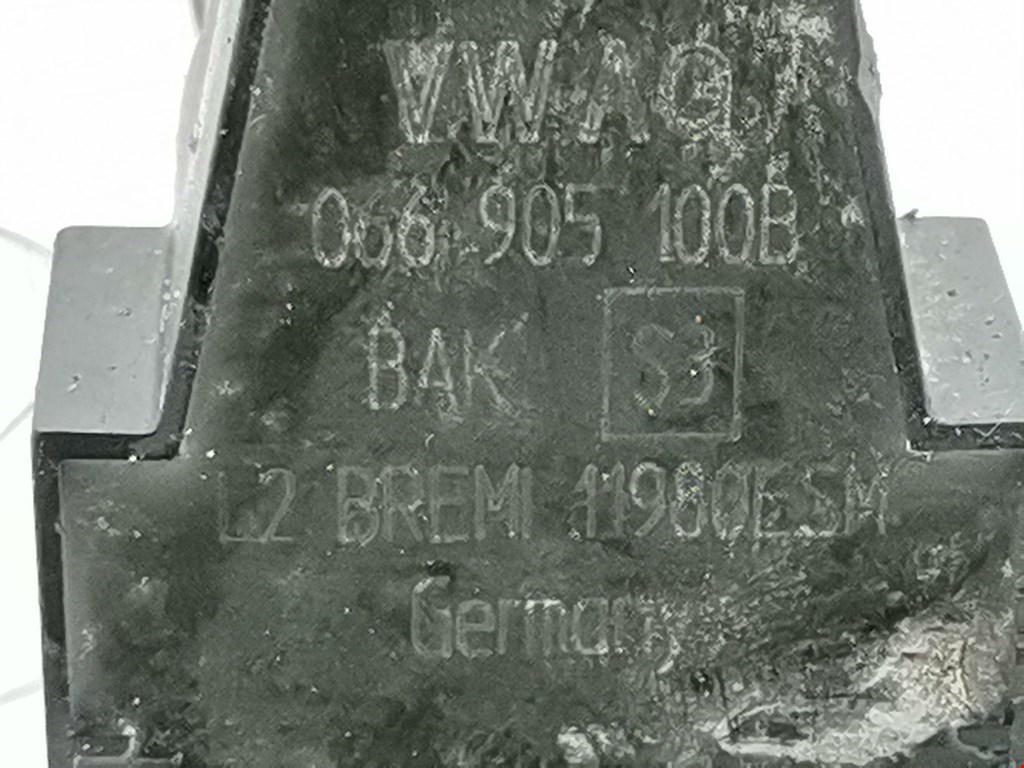 VW AG
066 905 100B
BAK S3
L2 BREMI 11980ESM
Germany